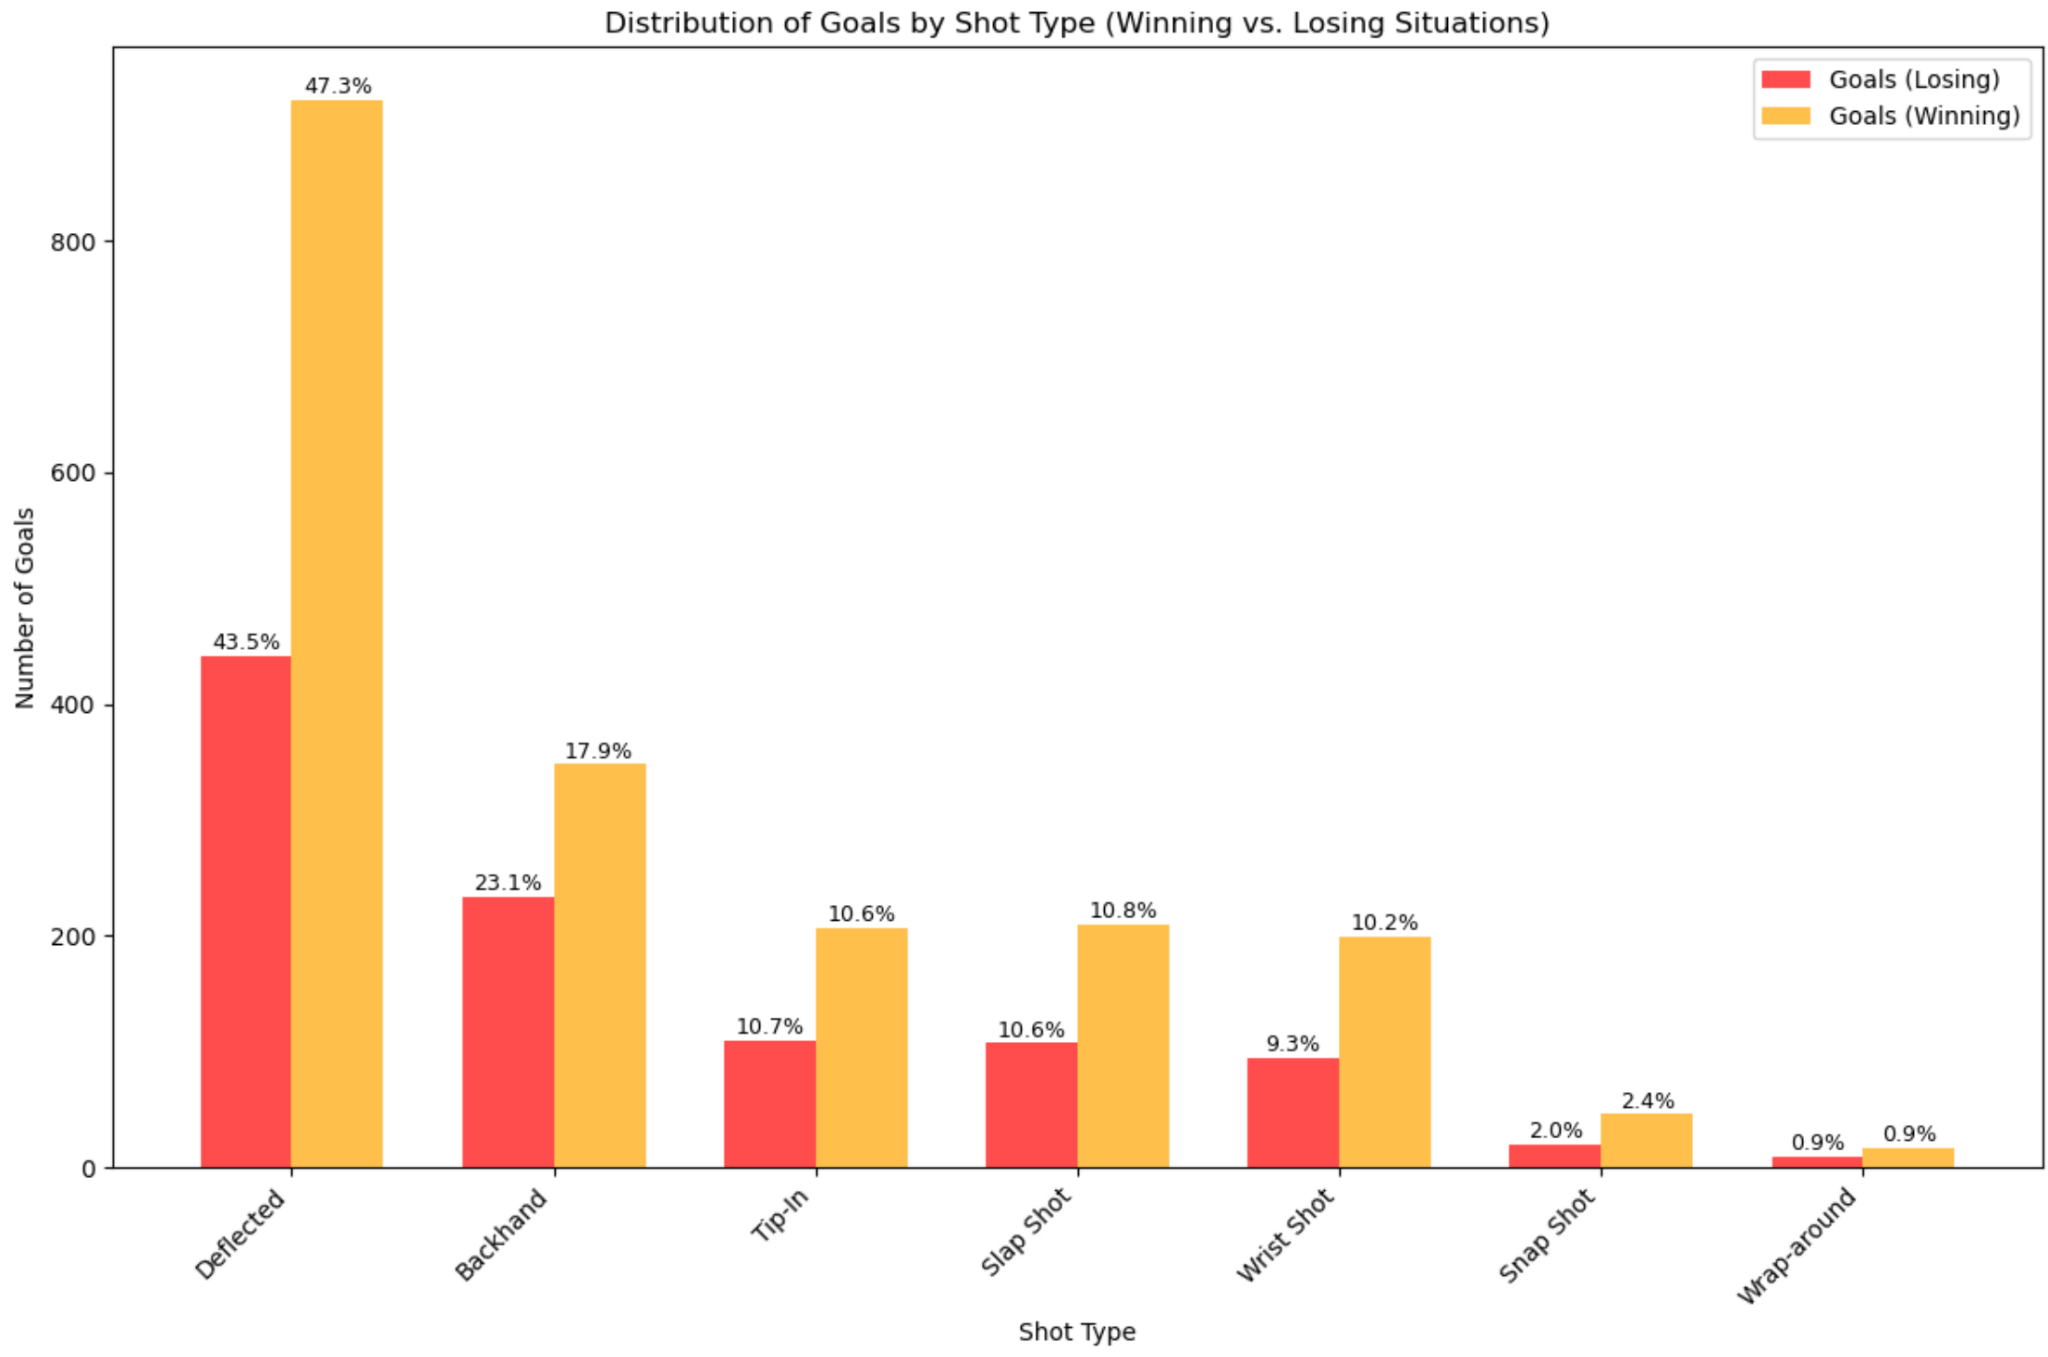 Distribution of Goals by Shot Type (Winning vs. Losing Situations)
Goals (Losing)
Goals (Winning)
Number of Goals
800
600
400
200
0
43.5%
47.3%
23.1%
17.9%
10.7%
10.6%
10.6%
10.8%
9.3%
10.2%
2.0%
2.4%
0.9%
0.9%
Deflected
Backhand
Tip-In
Slap Shot
Wrist Shot
Snap Shot
Wrap-around
Shot Type